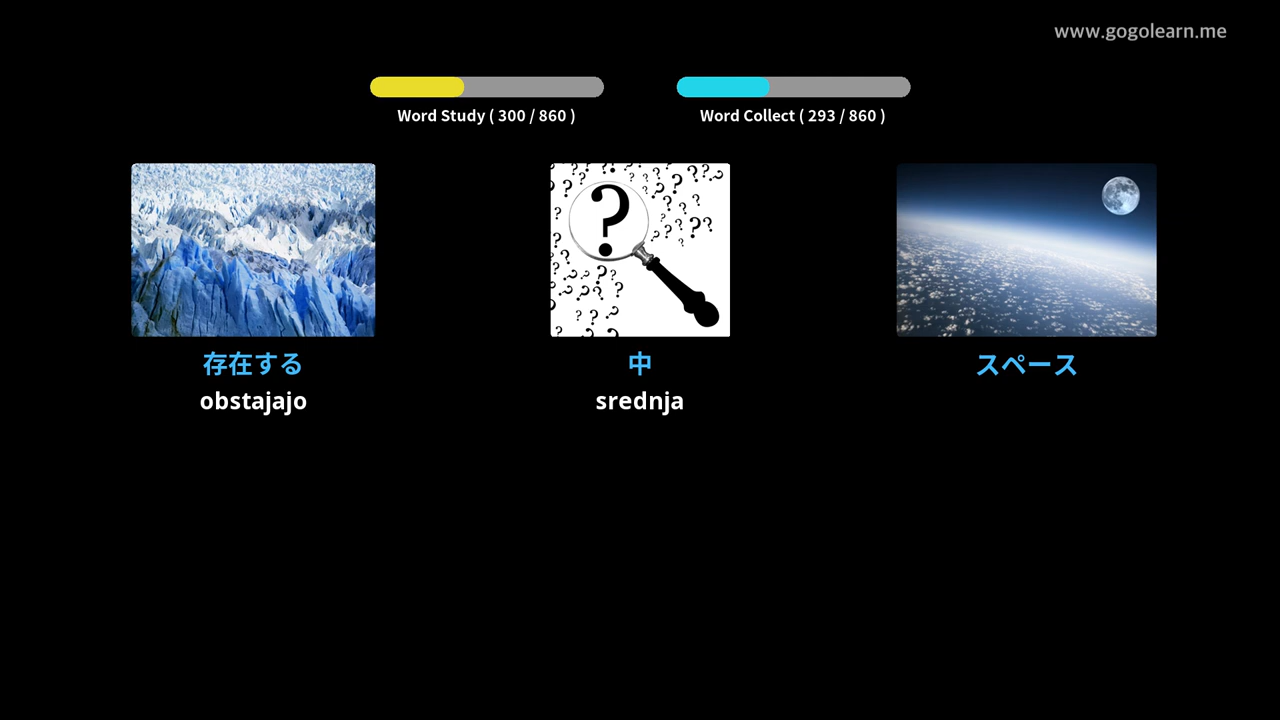 www.gogolearn.me
Word Study ( 300 / 860 )
Word Collect ( 293 / 860 )
存在する
中
スペース
obstajajo
srednja